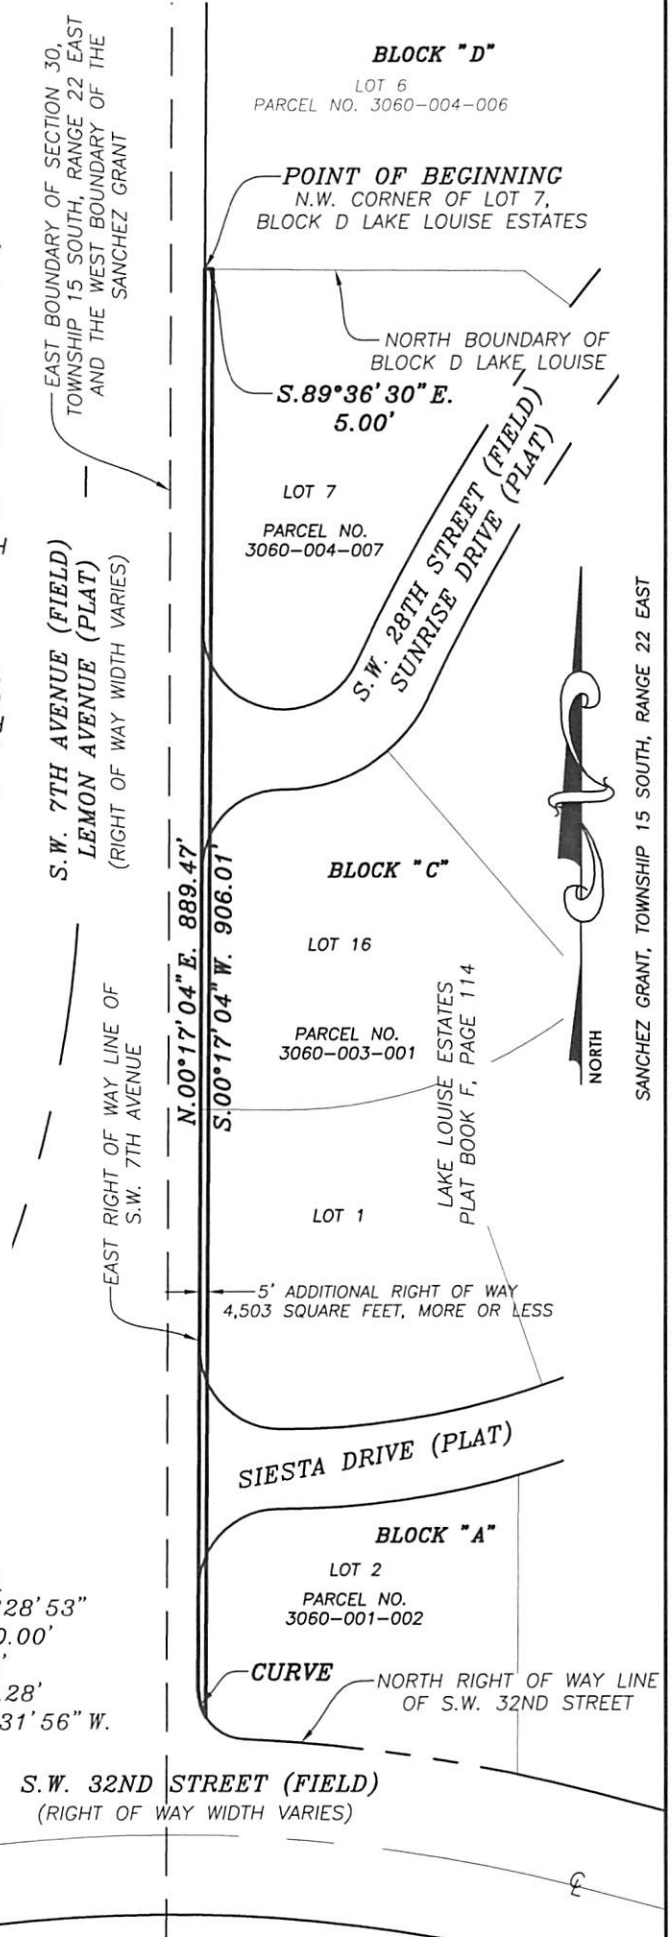 BLOCK "D"
LOT 6
PARCEL NO. 3060-004-006
EAST BOUNDARY OF SECTION 30,
TOWNSHIP 15 SOUTH, RANGE 22 EAST
AND THE WEST BOUNDARY OF THE
SANCHEZ GRANT
POINT OF BEGINNING
N.W. CORNER OF LOT 7,
BLOCK D LAKE LOUISE ESTATES
NORTH BOUNDARY OF
BLOCK D LAKE LOUISE
S.89°36'30"E.
5.00'
LOT 7
PARCEL NO.
3060-004-007
S.W. 28TH STREET (FIELD)
SUNRISE DRIVE (PLAT)
S.W. 7TH AVENUE (FIELD)
LEMON AVENUE (PLAT)
(RIGHT OF WAY WIDTH VARIES)
SANCHEZ GRANT, TOWNSHIP 15 SOUTH, RANGE 22 EAST
NORTH
N.00°17'04"E. 889.47'
S.00°17'04"W. 906.01'
BLOCK "C"
LOT 16
PARCEL NO.
3060-003-001
LAKE LOUISE ESTATES
PLAT BOOK F, PAGE 114
EAST RIGHT OF WAY LINE OF
S.W. 7TH AVENUE
LOT 1
5' ADDITIONAL RIGHT OF WAY
4,503 SQUARE FEET, MORE OR LESS
SIESTA DRIVE (PLAT)
BLOCK "A"
LOT 2
PARCEL NO.
3060-001-002
28'53"
0.00'
'
.28'
31'56"W.
CURVE
NORTH RIGHT OF WAY LINE
OF S.W. 32ND STREET
S.W. 32ND STREET (FIELD)
(RIGHT OF WAY WIDTH VARIES)
℄